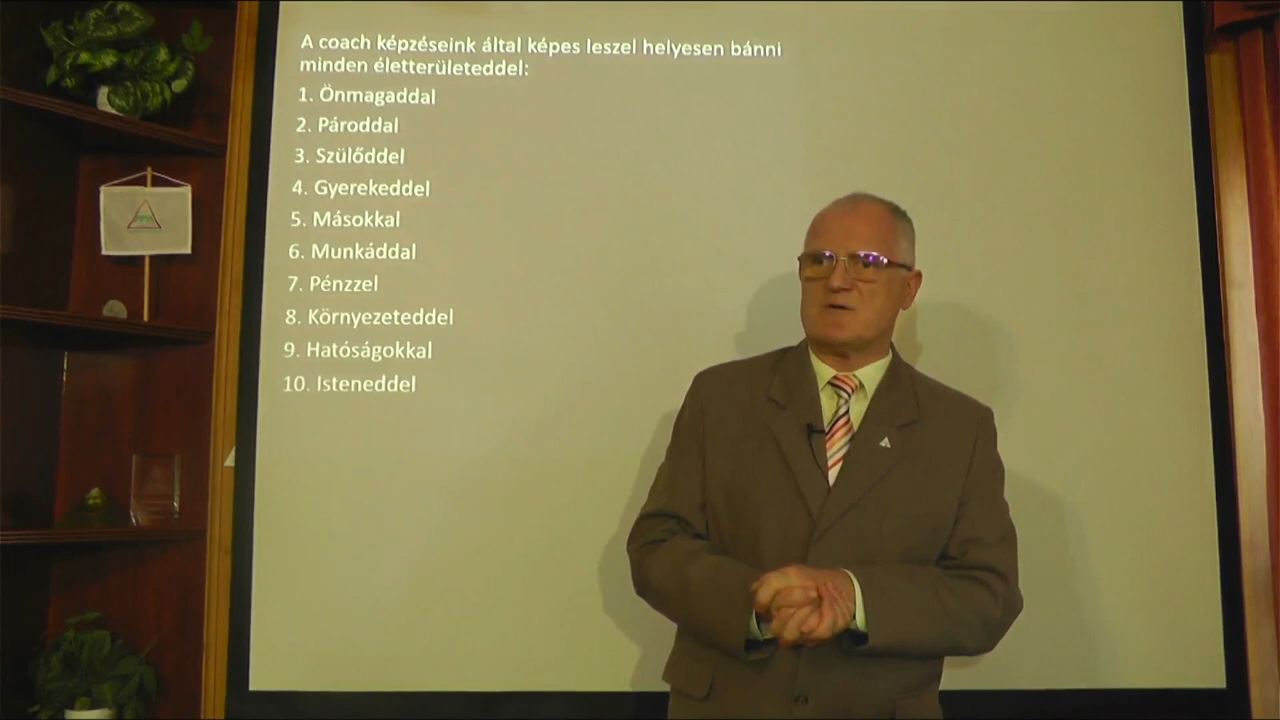 A coach képzéseink által képes leszel helyesen bánni
minden életterületeddel:
1. Önmagaddal
2. Pároddal
3. Szülőddel
4. Gyerekeddel
5. Másokkal
6. Munkáddal
7. Pénzzel
8. Környezeteddel
9. Hatóságokkal
10. Isteneddel